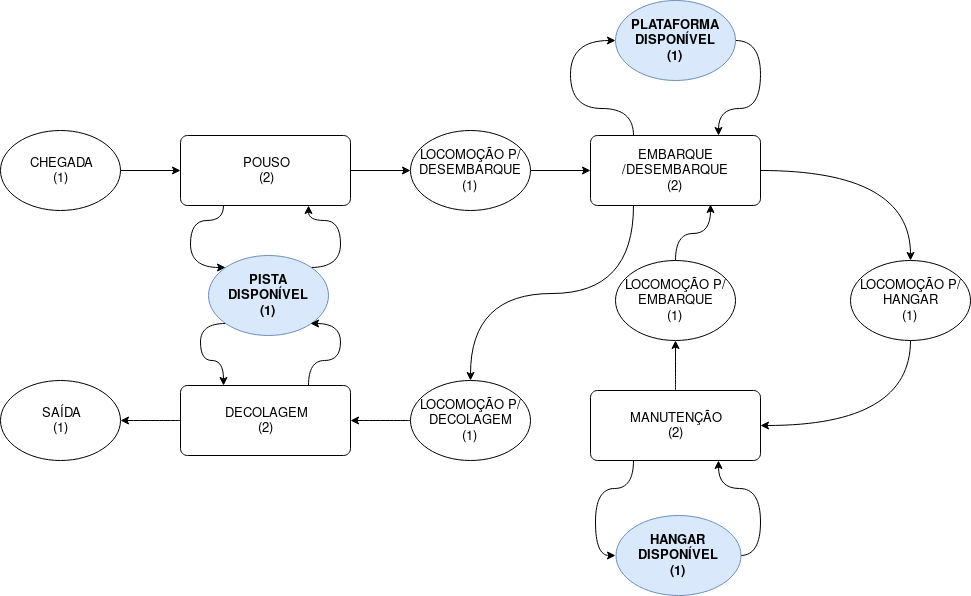 PLATAFORMA
DISPONÍVEL
(1)
CHEGADA
(1)
POUSO
(2)
LOCOMOÇÃO P/
DESEMBARQUE
(1)
EMBARQUE
/DESEMBARQUE
(2)
PISTA
DISPONÍVEL
(1)
LOCOMOÇÃO P/
EMBARQUE
(1)
LOCOMOÇÃO P/
HANGAR
(1)
SAÍDA
(1)
DECOLAGEM
(2)
LOCOMOÇÃO P/
DECOLAGEM
(1)
MANUTENÇÃO
(2)
HANGAR
DISPONÍVEL
(1)